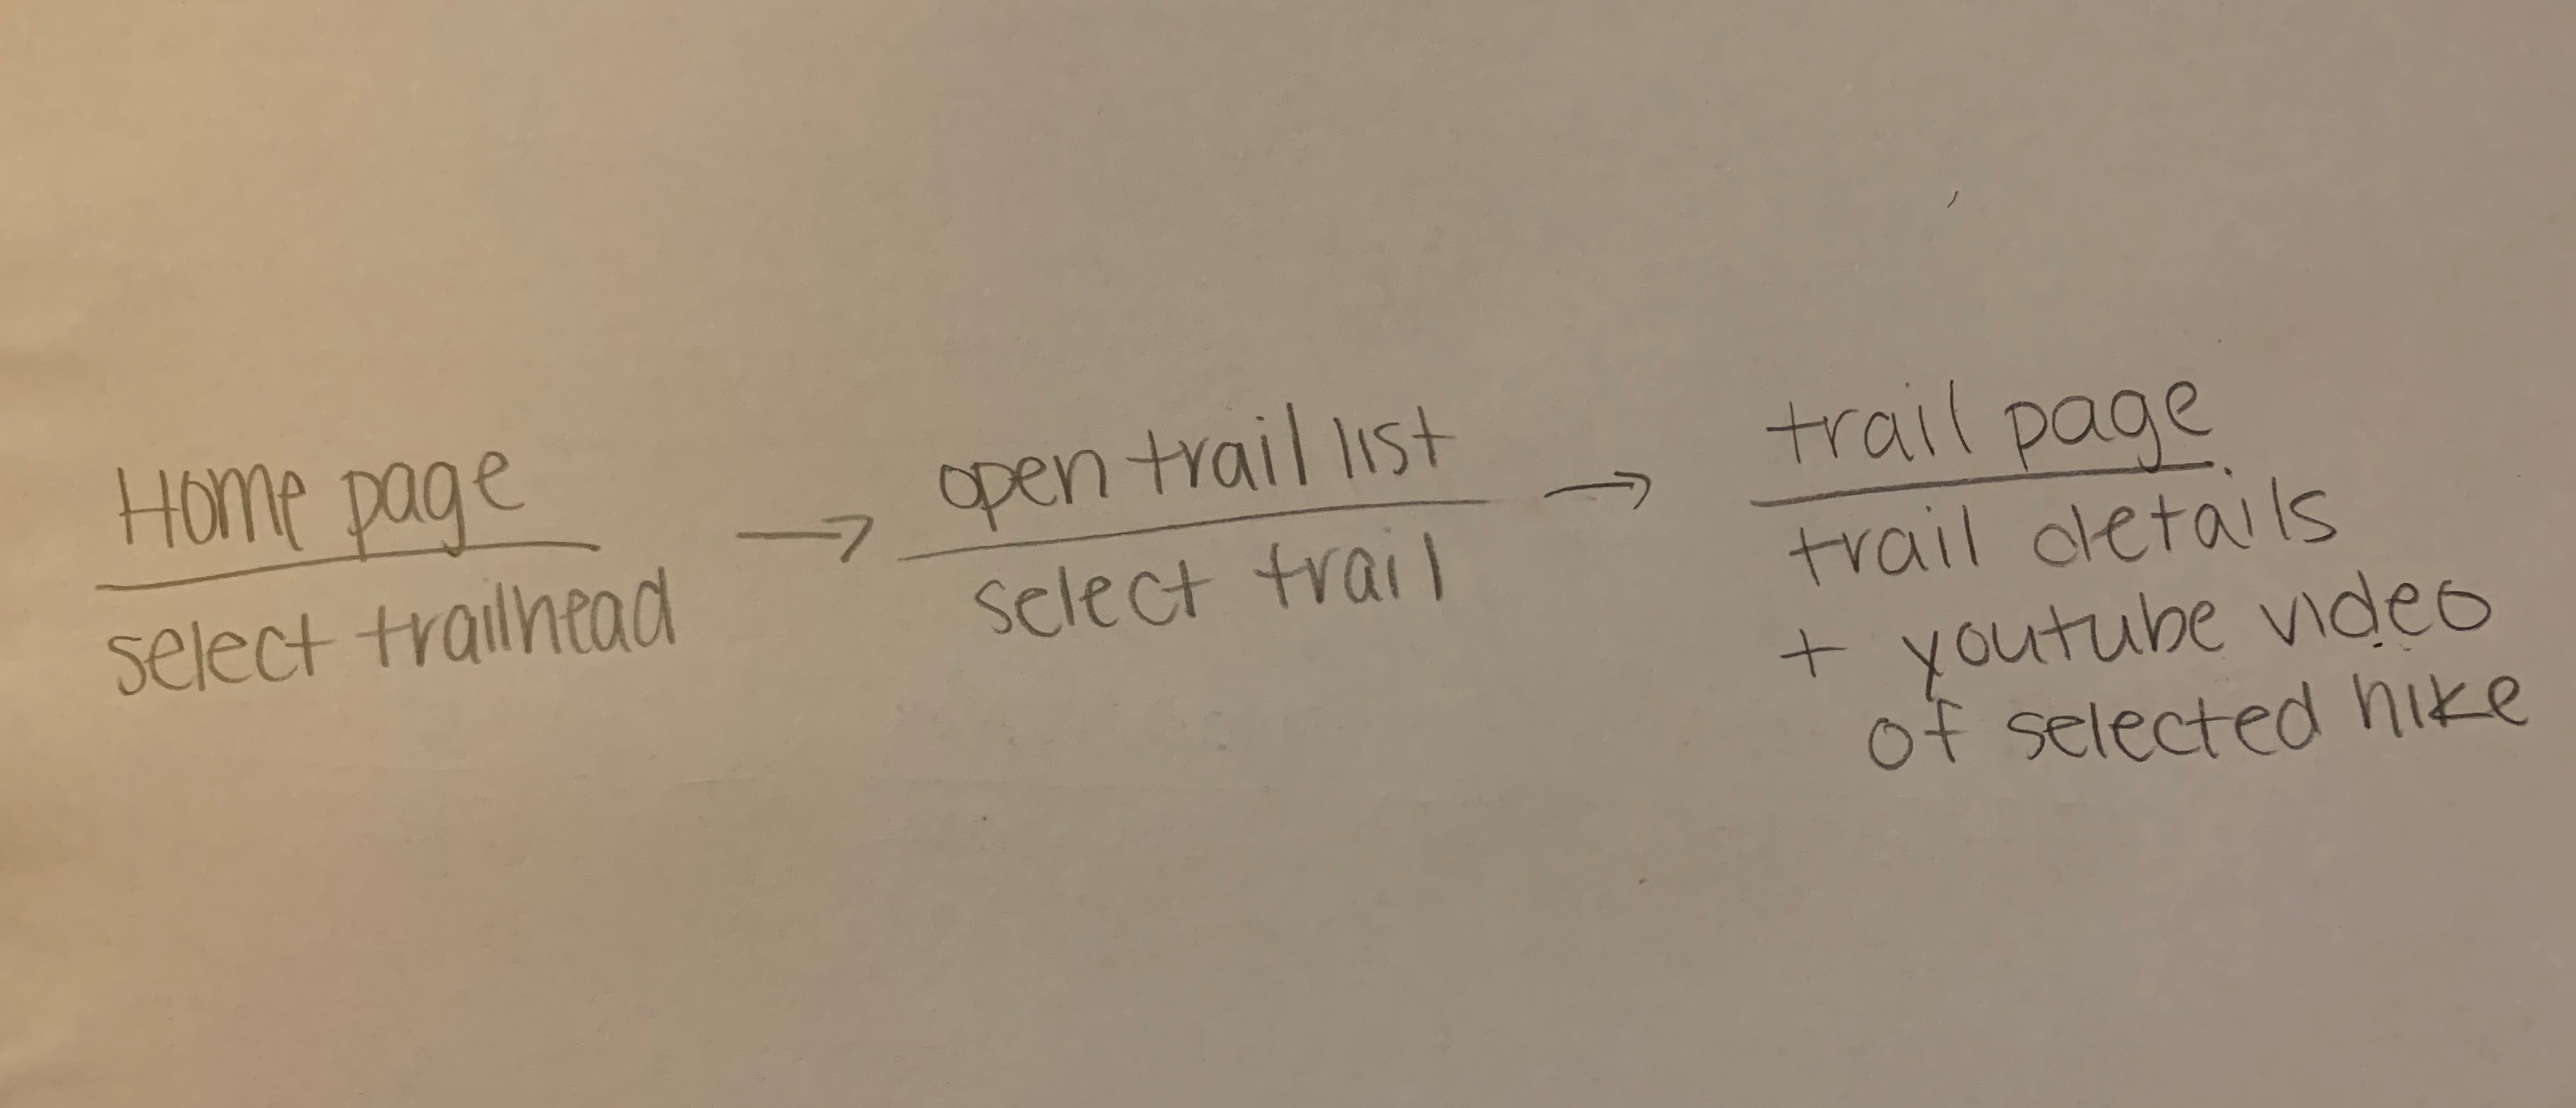 Home page
select trailhead
→
open trail list
select trail
→
trail page
trail details
+ youtube video
of selected hike